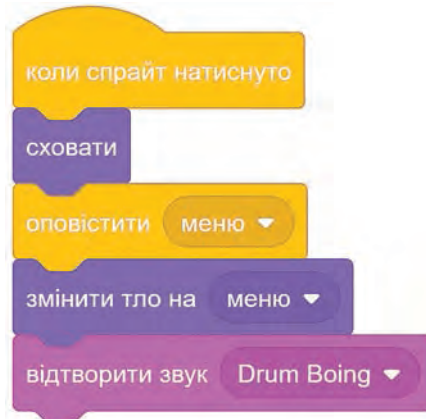 коли спрайт натиснуто
сховати
оповістити меню
змінити тло на меню
відтворити звук Drum Boing